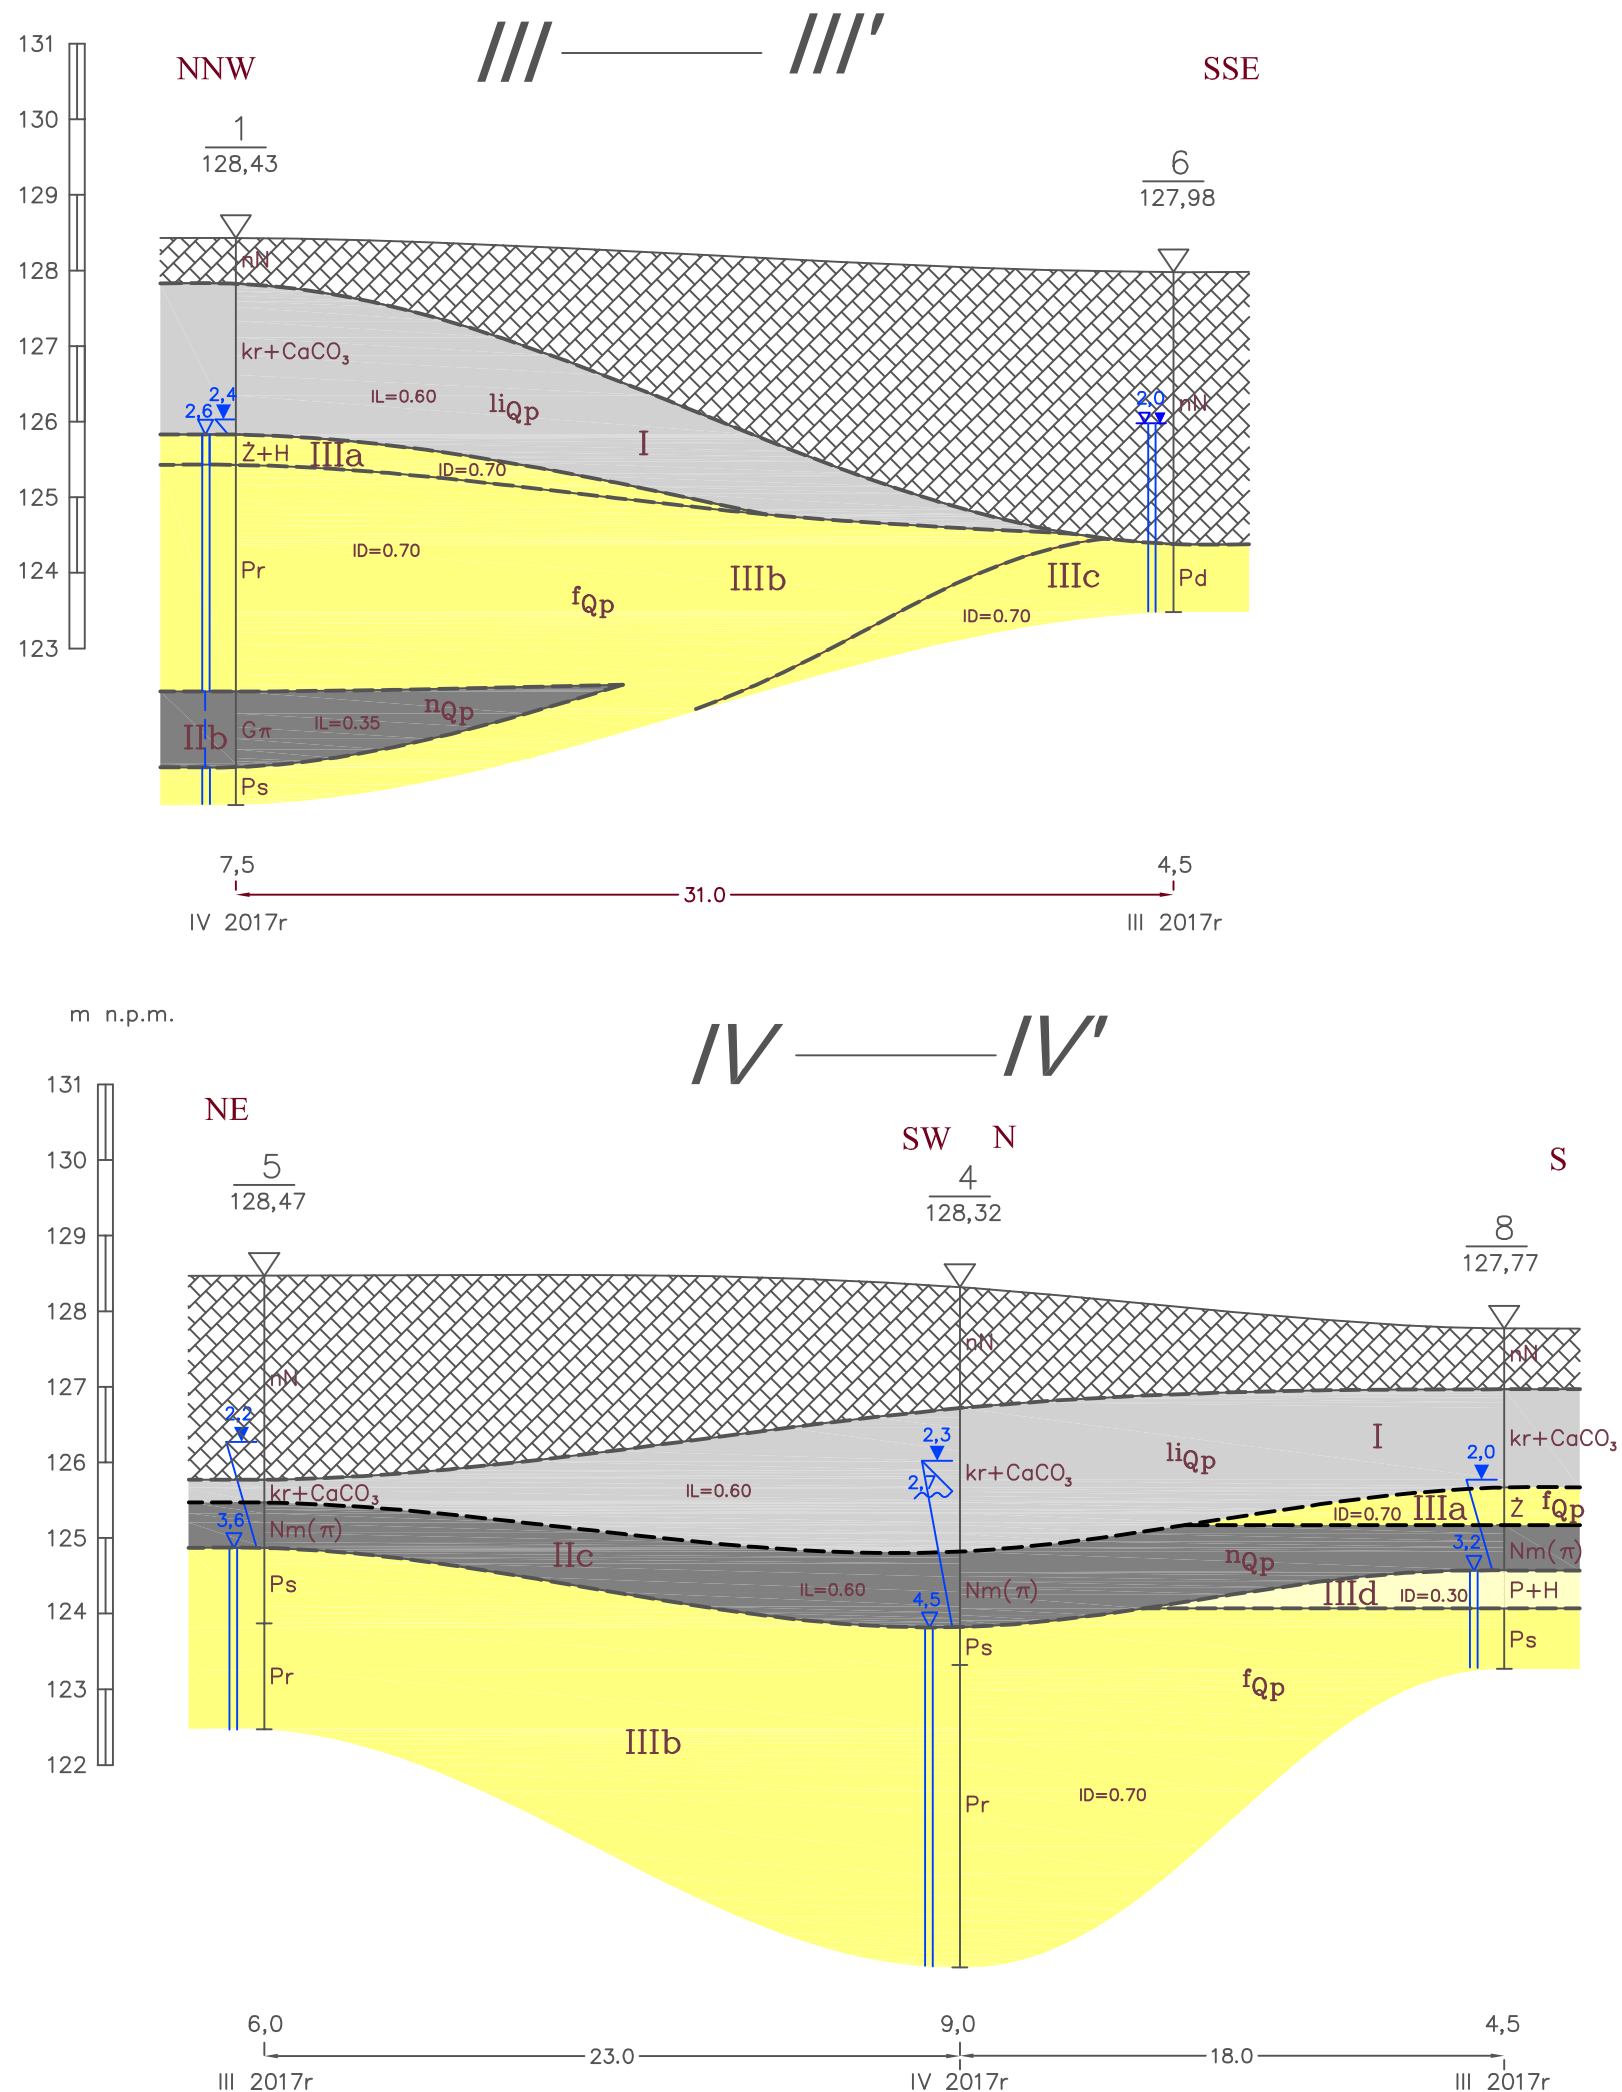 III III'
NNW SSE
131
130
129
128
127
126
125
124
123
1
128,43
6
127,98
nN
kr+CaCO3
IL=0.60
liQp
I
2,4
2,6
2,0
nN
Ż+H
IIIa
ID=0.70
Pr
ID=0.70
fQp
IIIb
IIIc
Pd
ID=0.70
IIb
Gπ
IL=0.35
nQp
Ps
7,5 4,5
31.0
IV 2017r III 2017r
m n.p.m.
IV IV'
NE SW N S
131
130
129
128
127
126
125
124
123
122
5
128,47
4
128,32
8
127,77
nN
nN
nN
2,2
2,3
2,7
2,0
kr+CaCO3
kr+CaCO3
kr+CaCO3
IL=0.60
liQp
I
3,6
Nm(π)
IIc
IL=0.60
4,5
Nm(π)
nQp
ID=0.70
IIIa
Ż
fQp
3,2
Nm(π)
IIId
ID=0.30
P+H
Ps
Ps
Ps
Pr
fQp
IIIb
Pr
ID=0.70
6,0 9,0 4,5
23.0 18.0
III 2017r IV 2017r III 2017r